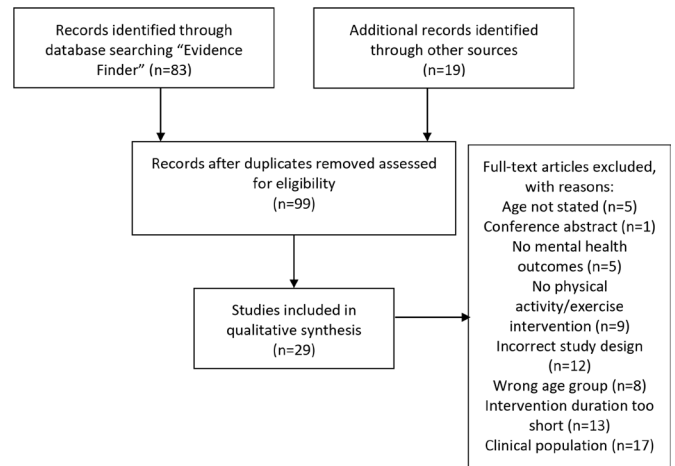 Records identified through
database searching “Evidence
Finder” (n=83)
Additional records identified
through other sources
(n=19)
Records after duplicates removed assessed
for eligibility
(n=99)
Studies included in
qualitative synthesis
(n=29)
Full-text articles excluded,
with reasons:
Age not stated (n=5)
Conference abstract (n=1)
No mental health
outcomes (n=5)
No physical
activity/exercise
intervention (n=9)
Incorrect study design
(n=12)
Wrong age group (n=8)
Intervention duration too
short (n=13)
Clinical population (n=17)